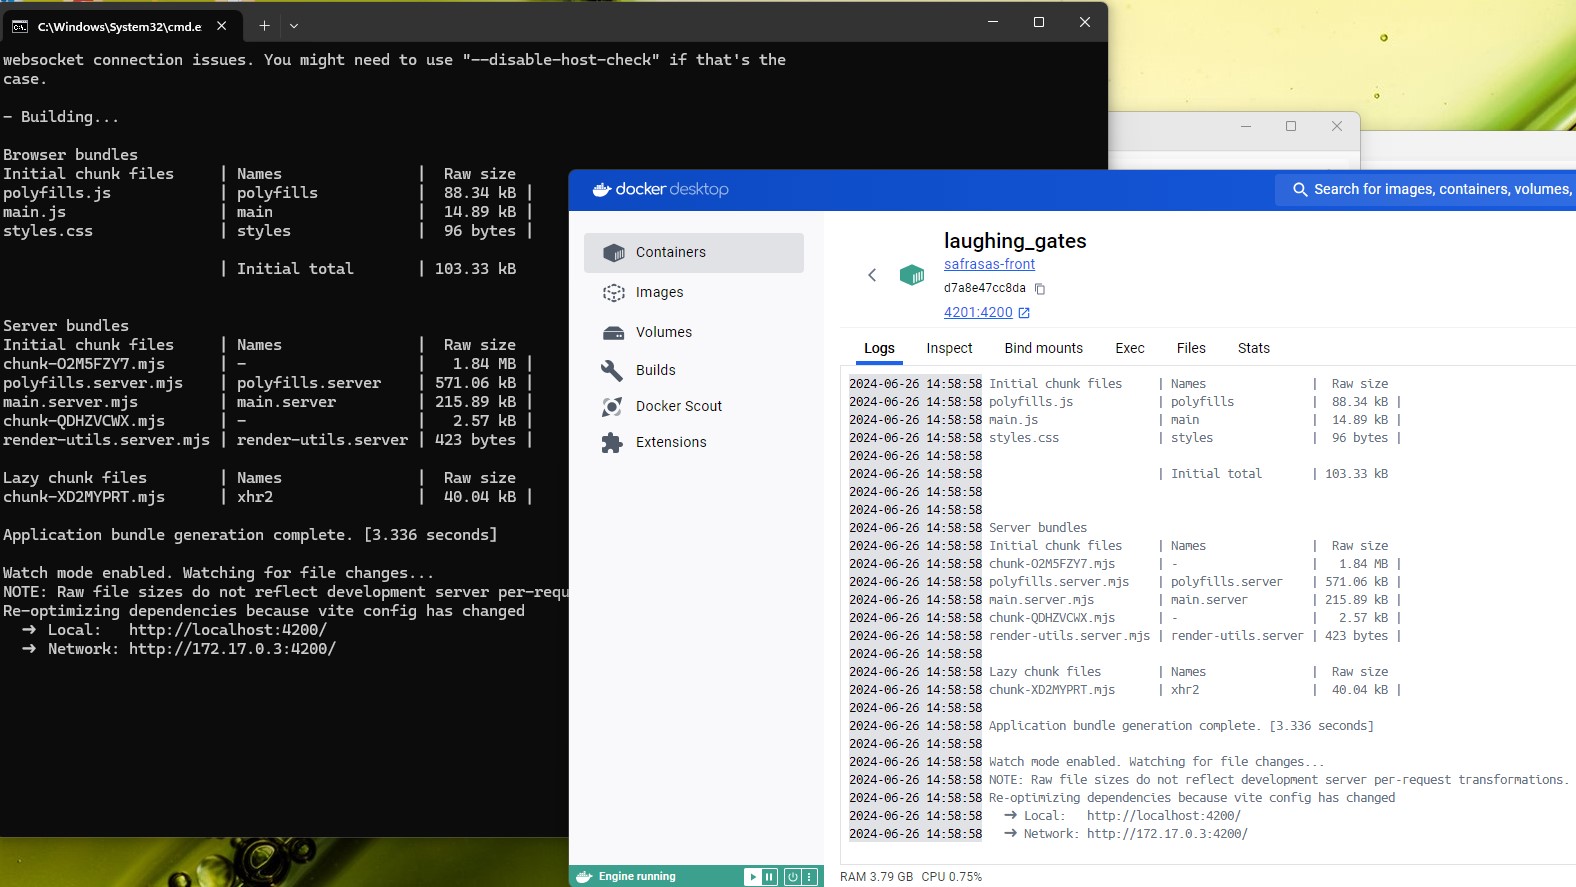 C:\Windows\System32\cmd.e
websocket connection issues. You might need to use "--disable-host-check" if that's the
case.
- Building...
Browser bundles
Initial chunk files | Names | Raw size
polyfills.js | polyfills | 88.34 kB |
main.js | main | 14.89 kB |
styles.css | styles | 96 bytes |
| Initial total | 103.33 kB
Server bundles
Initial chunk files | Names | Raw size
chunk-O2M5FZY7.mjs | - | 1.84 MB |
polyfills.server.mjs | polyfills.server | 571.06 kB |
main.server.mjs | main.server | 215.89 kB |
chunk-QDHZVCWX.mjs | - | 2.57 kB |
render-utils.server.mjs | render-utils.server | 423 bytes |
Lazy chunk files | Names | Raw size
chunk-XD2MYPRT.mjs | xhr2 | 40.04 kB |
Application bundle generation complete. [3.336 seconds]
Watch mode enabled. Watching for file changes...
NOTE: Raw file sizes do not reflect development server per-requ
Re-optimizing dependencies because vite config has changed
➜ Local: http://localhost:4200/
➜ Network: http://172.17.0.3:4200/
docker desktop
Search for images, containers, volumes,
Containers
Images
Volumes
Builds
Docker Scout
Extensions
laughing_gates
safrasas-front
d7a8e47cc8da
4201:4200
Logs Inspect Bind mounts Exec Files Stats
2024-06-26 14:58:58 Initial chunk files | Names | Raw size
2024-06-26 14:58:58 polyfills.js | polyfills | 88.34 kB |
2024-06-26 14:58:58 main.js | main | 14.89 kB |
2024-06-26 14:58:58 styles.css | styles | 96 bytes |
2024-06-26 14:58:58
2024-06-26 14:58:58 | Initial total | 103.33 kB
2024-06-26 14:58:58
2024-06-26 14:58:58
2024-06-26 14:58:58 Server bundles
2024-06-26 14:58:58 Initial chunk files | Names | Raw size
2024-06-26 14:58:58 chunk-O2M5FZY7.mjs | - | 1.84 MB |
2024-06-26 14:58:58 polyfills.server.mjs | polyfills.server | 571.06 kB |
2024-06-26 14:58:58 main.server.mjs | main.server | 215.89 kB |
2024-06-26 14:58:58 chunk-QDHZVCWX.mjs | - | 2.57 kB |
2024-06-26 14:58:58 render-utils.server.mjs | render-utils.server | 423 bytes |
2024-06-26 14:58:58
2024-06-26 14:58:58 Lazy chunk files | Names | Raw size
2024-06-26 14:58:58 chunk-XD2MYPRT.mjs | xhr2 | 40.04 kB |
2024-06-26 14:58:58
2024-06-26 14:58:58 Application bundle generation complete. [3.336 seconds]
2024-06-26 14:58:58
2024-06-26 14:58:58 Watch mode enabled. Watching for file changes...
2024-06-26 14:58:58 NOTE: Raw file sizes do not reflect development server per-request transformations.
2024-06-26 14:58:58 Re-optimizing dependencies because vite config has changed
2024-06-26 14:58:58 ➜ Local: http://localhost:4200/
2024-06-26 14:58:58 ➜ Network: http://172.17.0.3:4200/
Engine running
RAM 3.79 GB CPU 0.75%